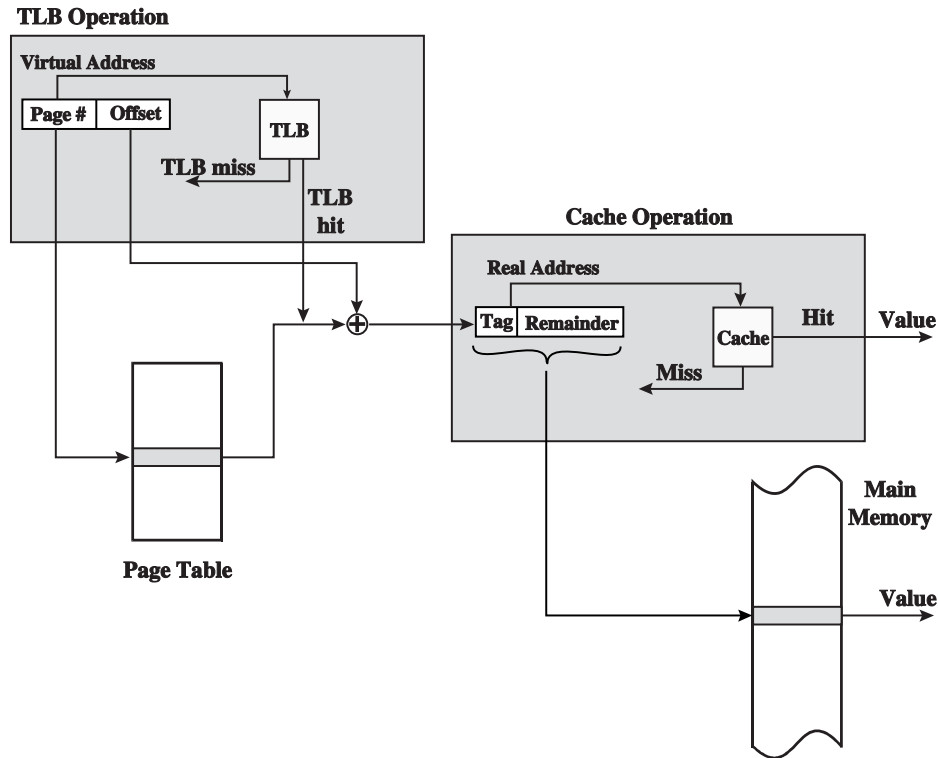 TLB Operation
Virtual Address
Page # Offset
TLB
TLB miss
TLB
hit
Cache Operation
Real Address
Tag Remainder
Cache
Hit
Value
Miss
Page Table
Main
Memory
Value